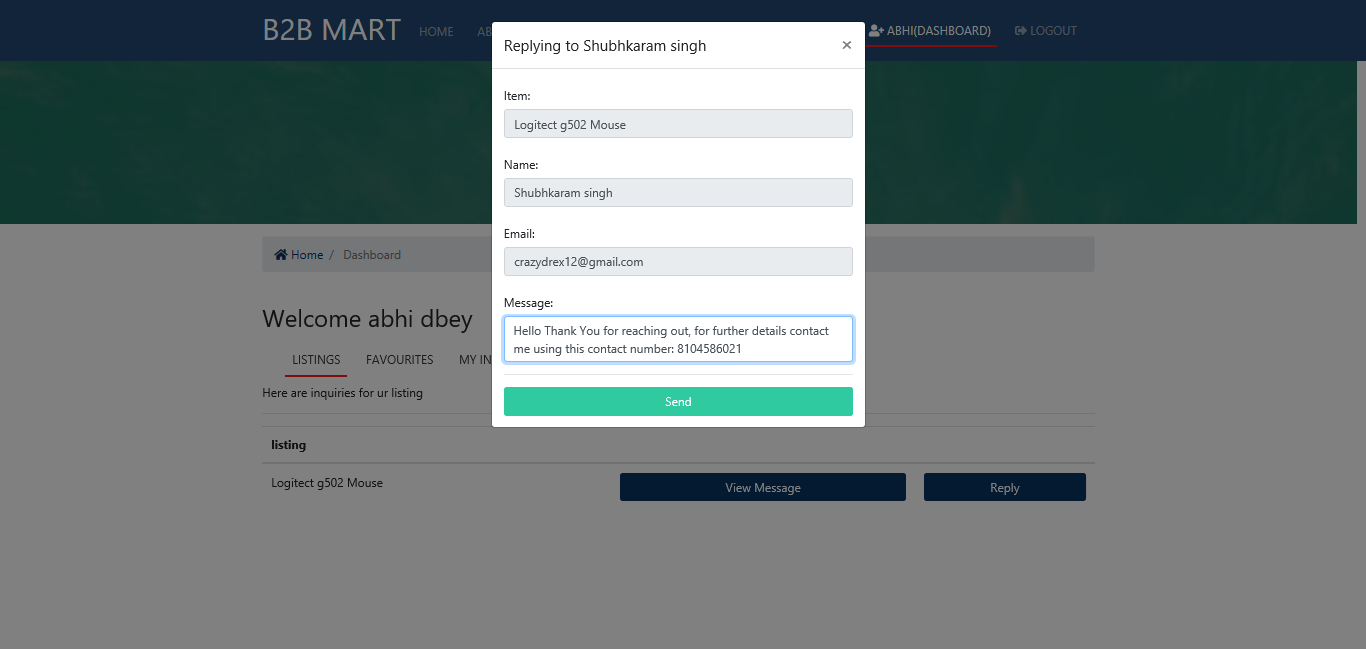 B2B MART HOME AB ABHI(DASHBOARD) LOGOUT
Replying to Shubhkaram singh ×
Item:
Logitect g502 Mouse
Name:
Shubhkaram singh
Email:
crazydrex12@gmail.com
Message:
Hello Thank You for reaching out, for further details contact
me using this contact number: 8104586021
Send
Home / Dashboard
Welcome abhi dbey
LISTINGS FAVOURITES MY IN
Here are inquiries for ur listing
listing
Logitect g502 Mouse View Message Reply